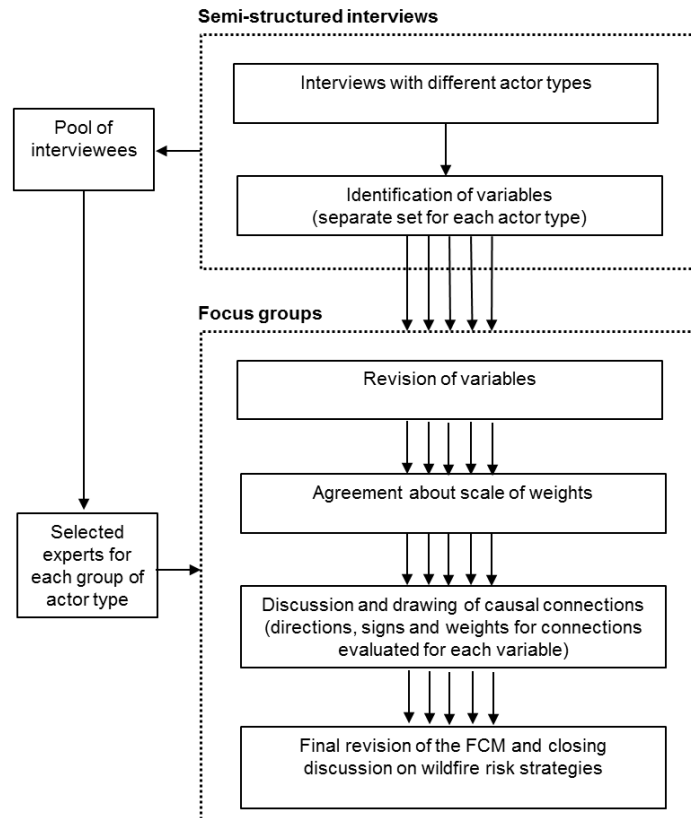 Semi-structured interviews
Interviews with different actor types
Pool of
interviewees
Identification of variables
(separate set for each actor type)
Focus groups
Revision of variables
Agreement about scale of weights
Selected
experts for
each group of
actor type
Discussion and drawing of causal connections
(directions, signs and weights for connections
evaluated for each variable)
Final revision of the FCM and closing
discussion on wildfire risk strategies